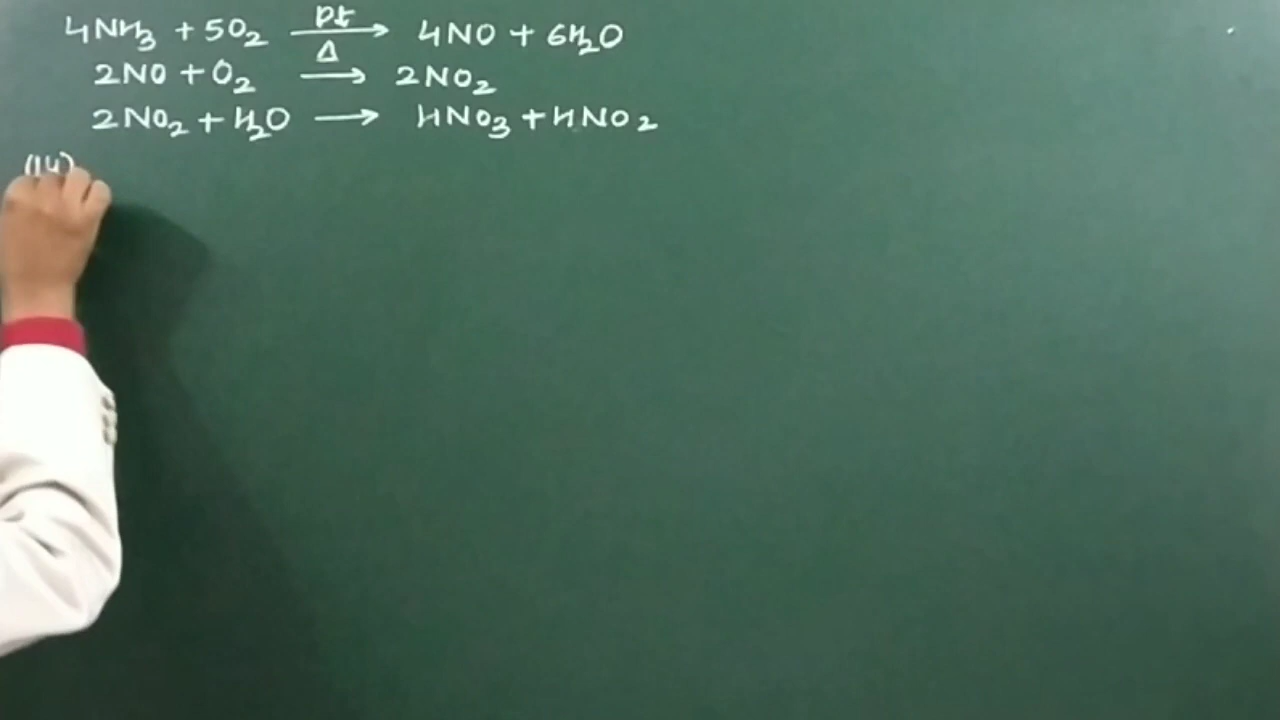 4NH₃ + 5O₂ —Pt/Δ→ 4NO + 6H₂O
2NO + O₂ → 2NO₂
2NO₂ + H₂O → HNO₃ + HNO₂
(14)